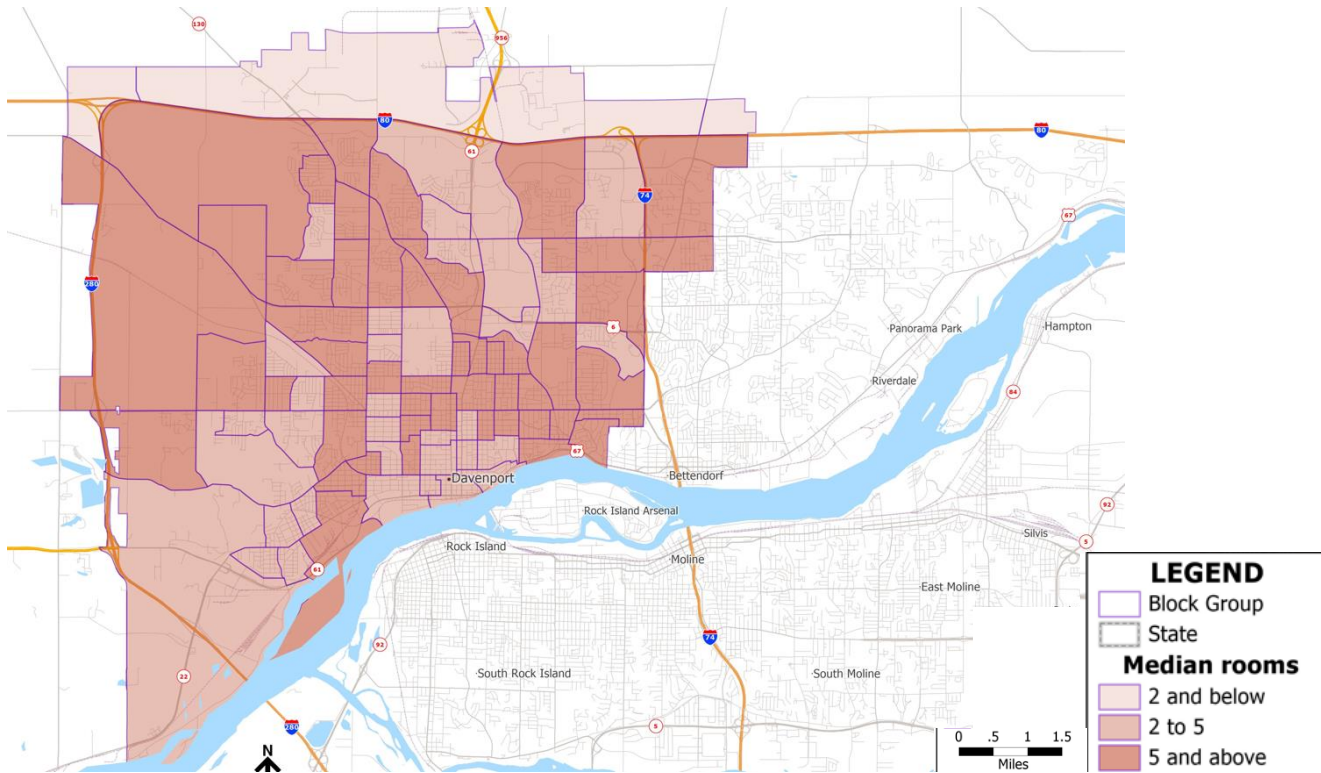 130
956
80
80
61
74
67
280
6
Panorama Park
Hampton
Riverdale
84
67
Davenport
Bettendorf
Rock Island Arsenal
92
Silvis
5
Rock Island
Moline
61
East Moline
92
74
22
South Rock Island
South Moline
280
5
N
0 .5 1 1.5
Miles
LEGEND
Block Group
State
Median rooms
2 and below
2 to 5
5 and above